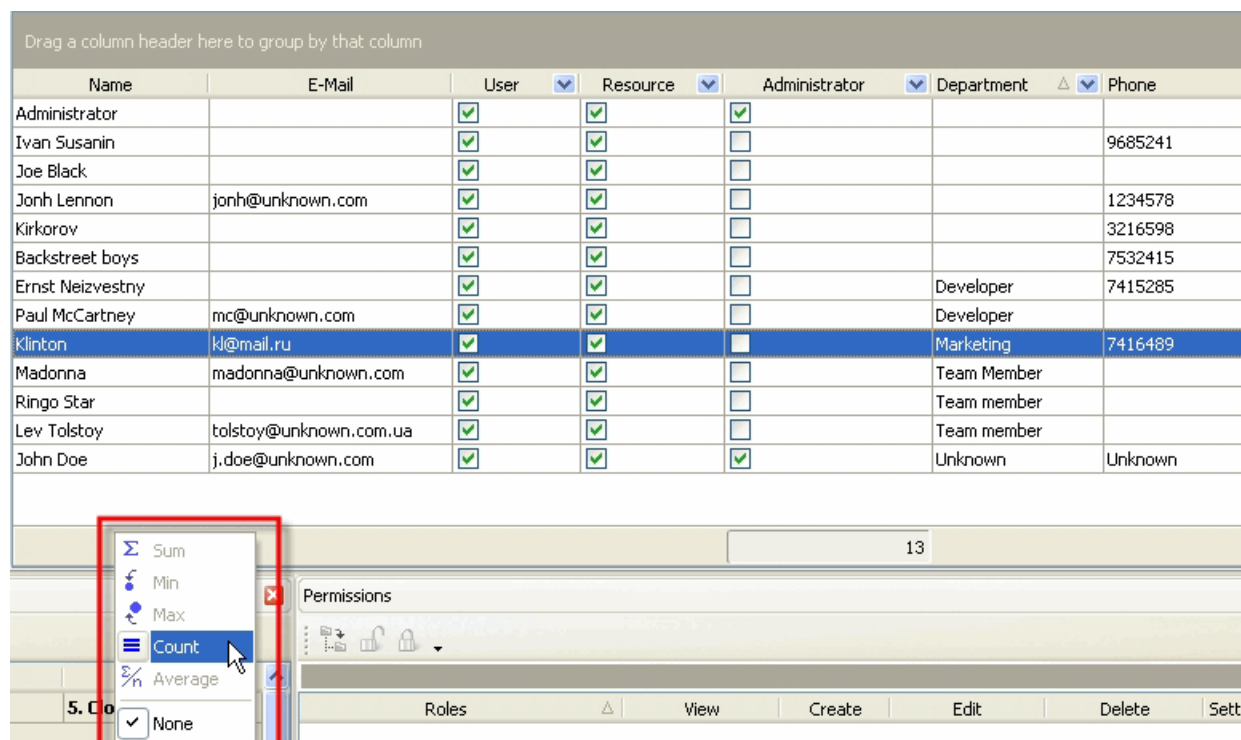 Drag a column header here to group by that column
Name E-Mail User Resource Administrator Department Phone
Administrator
Ivan Susanin 9685241
Joe Black
Jonh Lennon jonh@unknown.com 1234578
Kirkorov 3216598
Backstreet boys 7532415
Ernst Neizvestny Developer 7415285
Paul McCartney mc@unknown.com Developer
Klinton kl@mail.ru Marketing 7416489
Madonna madonna@unknown.com Team Member
Ringo Star Team member
Lev Tolstoy tolstoy@unknown.com.ua Team member
John Doe j.doe@unknown.com Unknown Unknown
13
Σ Sum
Min
Max
Count
Σ/n Average
None
Permissions
5. Clo
Roles View Create Edit Delete Sett